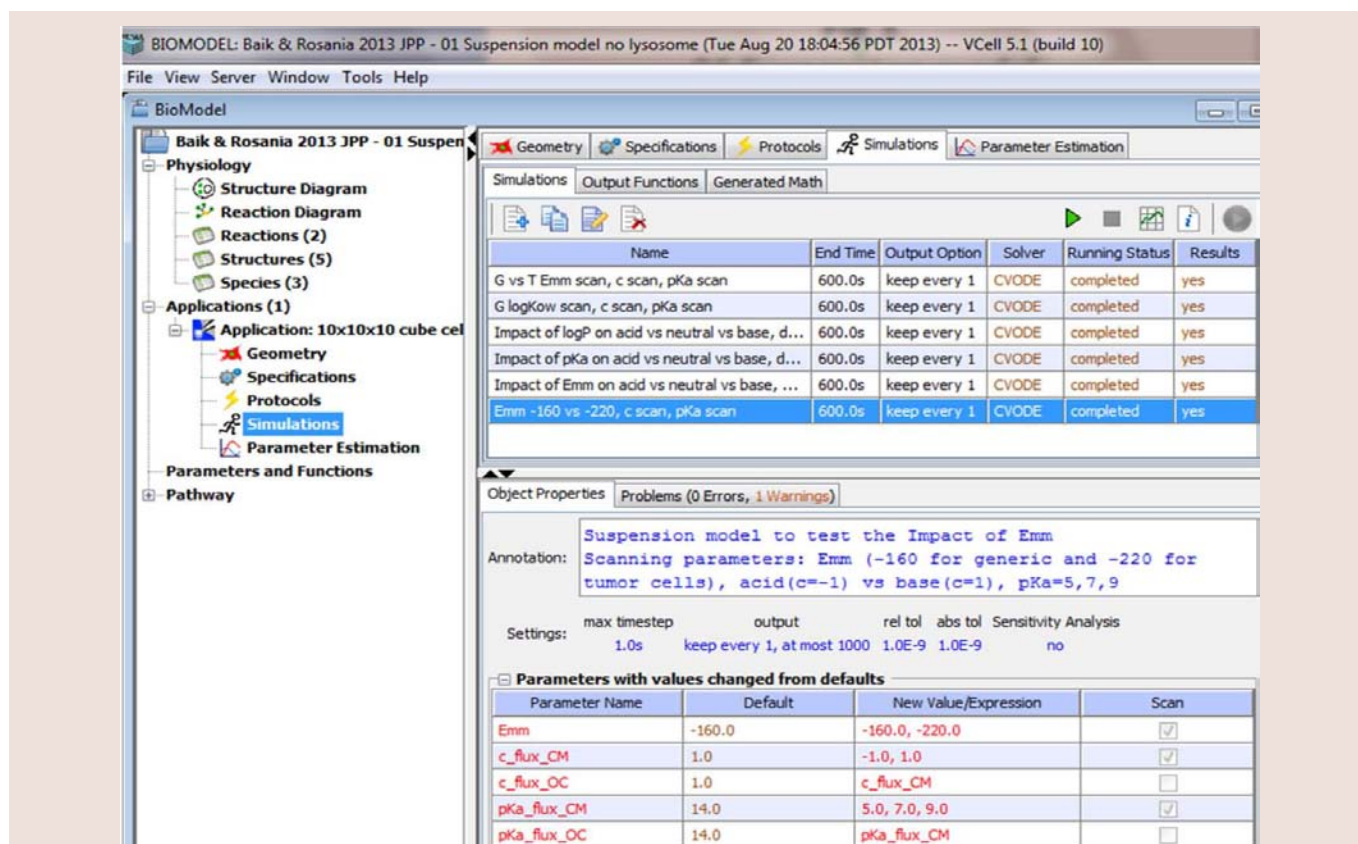 BIOMODEL: Baik & Rosania 2013 JPP - 01 Suspension model no lysosome (Tue Aug 20 18:04:56 PDT 2013) -- VCell 5.1 (build 10)
File View Server Window Tools Help
BioModel
Baik & Rosania 2013 JPP - 01 Suspen
Physiology
Structure Diagram
Reaction Diagram
Reactions (2)
Structures (5)
Species (3)
Applications (1)
Application: 10x10x10 cube cel
Geometry
Specifications
Protocols
Simulations
Parameter Estimation
Parameters and Functions
Pathway
Geometry Specifications Protocols Simulations Parameter Estimation
Simulations Output Functions Generated Math
Name End Time Output Option Solver Running Status Results
G vs T Emm scan, c scan, pKa scan 600.0s keep every 1 CVODE completed yes
G logKow scan, c scan, pKa scan 600.0s keep every 1 CVODE completed yes
Impact of logP on acid vs neutral vs base, d... 600.0s keep every 1 CVODE completed yes
Impact of pKa on acid vs neutral vs base, d... 600.0s keep every 1 CVODE completed yes
Impact of Emm on acid vs neutral vs base, ... 600.0s keep every 1 CVODE completed yes
Emm -160 vs -220, c scan, pKa scan 600.0s keep every 1 CVODE completed yes
Object Properties Problems (0 Errors, 1 Warnings)
Annotation:
Suspension model to test the Impact of Emm
Scanning parameters: Emm (-160 for generic and -220 for
tumor cells), acid(c=-1) vs base(c=1), pKa=5,7,9
Settings:
max timestep output rel tol abs tol Sensitivity Analysis
1.0s keep every 1, at most 1000 1.0E-9 1.0E-9 no
Parameters with values changed from defaults
Parameter Name Default New Value/Expression Scan
Emm -160.0 -160.0, -220.0
c_flux_CM 1.0 -1.0, 1.0
c_flux_OC 1.0 c_flux_CM
pKa_flux_CM 14.0 5.0, 7.0, 9.0
pKa_flux_OC 14.0 pKa_flux_CM